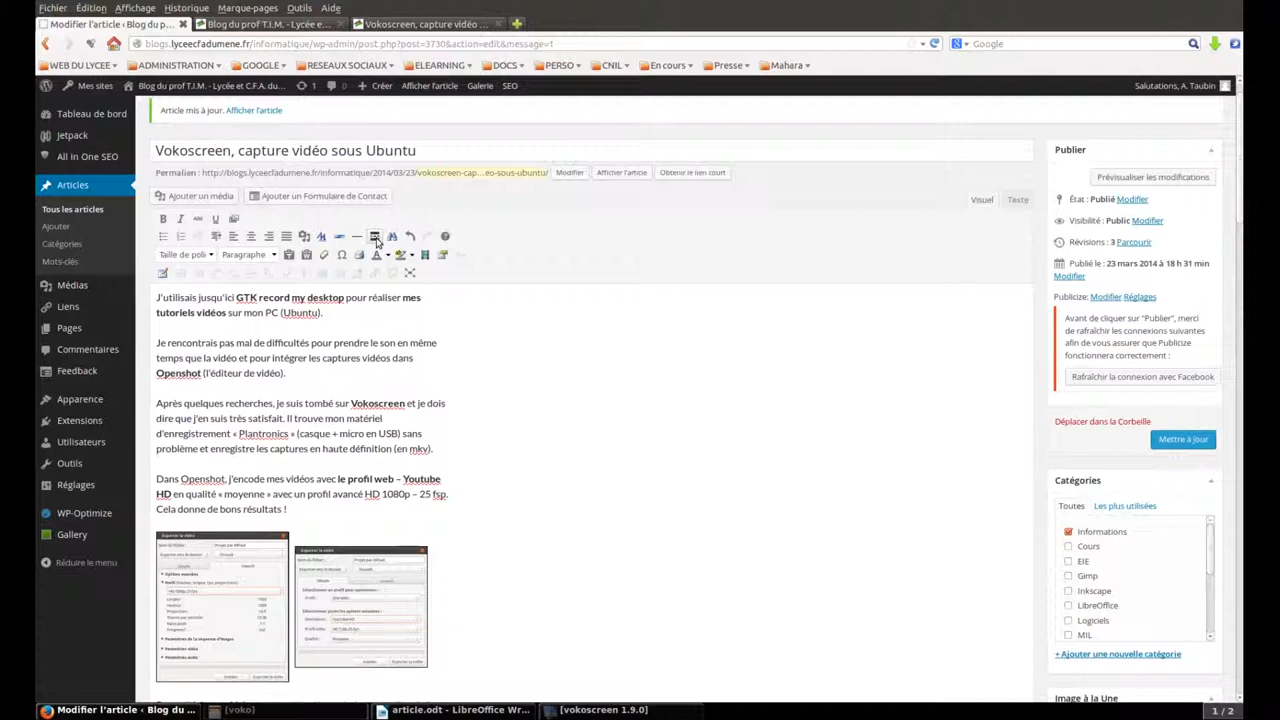 Fichier Édition Affichage Historique Marque-pages Outils Aide
Modifier l'article ‹ Blog du p... Blog du prof T.I.M. - Lycée e... Vokoscreen, capture vidéo ...
blogs.lyceecfadumene.fr/informatique/wp-admin/post.php?post=3730&action=edit&message=1 Google
WEB DU LYCEE ADMINISTRATION GOOGLE RESEAUX SOCIAUX ELEARNING DOCS PERSO CNIL En cours Presse Mahara
Mes sites Blog du prof T.I.M. - Lycée et C.F.A. du... 1 0 + Créer Afficher l'article Galerie SEO Salutations, A. Taubin
Tableau de bord
Jetpack
All in One SEO
Articles
Tous les articles
Ajouter
Catégories
Mots-clés
Médias
Liens
Pages
Commentaires
Feedback
Apparence
Extensions
Utilisateurs
Outils
Réglages
WP-Optimize
Gallery
Réduire le menu
Article mis à jour. Afficher l'article
Vokoscreen, capture vidéo sous Ubuntu
Permalien : http://blogs.lyceecfadumene.fr/informatique/2014/03/23/vokoscreen-cap...eo-sous-ubuntu/ Modifier Afficher l'article Obtenir le lien court
Ajouter un média Ajouter un Formulaire de Contact Visuel Texte
B I ABC U
Taille de poli Paragraphe
J'utilisais jusqu'ici GTK record my desktop pour réaliser mes
tutoriels vidéos sur mon PC (Ubuntu).
Je rencontrais pas mal de difficultés pour prendre le son en même
temps que la vidéo et pour intégrer les captures vidéos dans
Openshot (l'éditeur de vidéo).
Après quelques recherches, je suis tombé sur Vokoscreen et je dois
dire que j'en suis très satisfait. Il trouve mon matériel
d'enregistrement « Plantronics » (casque + micro en USB) sans
problème et enregistre les captures en haute définition (en mkv).
Dans Openshot, j'encode mes vidéos avec le profil web – Youtube
HD en qualité « moyenne » avec un profil avancé HD 1080p – 25 fsp.
Cela donne de bons résultats !
Publier
Prévisualiser les modifications
État : Publié Modifier
Visibilité : Public Modifier
Révisions : 3 Parcourir
Publié le : 23 mars 2014 à 18 h 31 min
Modifier
Publicize: Modifier Réglages
Avant de cliquer sur "Publier", merci
de rafraîchir les connexions suivantes
afin de vous assurer que Publicize
fonctionnera correctement :
Rafraîchir la connexion avec Facebook
Déplacer dans la Corbeille
Mettre à jour
Catégories
Toutes Les plus utilisées
Informations
Cours
EIE
Gimp
Inkscape
LibreOffice
Logiciels
MIL
+ Ajouter une nouvelle catégorie
Image à la Une
Modifier l'article ‹ Blog du ... [voko] article.odt - LibreOffice Wr... [vokoscreen 1.9.0] 1 / 2